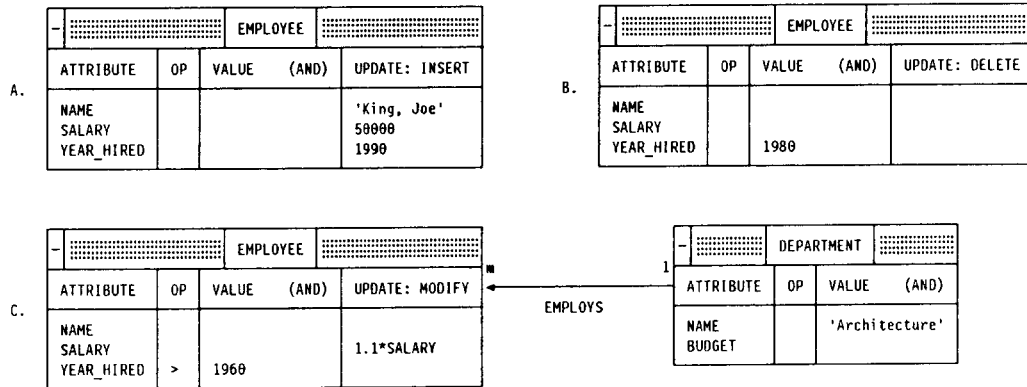 A.
- EMPLOYEE
ATTRIBUTE OP VALUE (AND) UPDATE: INSERT
NAME 'King, Joe'
SALARY 50000
YEAR_HIRED 1990
B.
- EMPLOYEE
ATTRIBUTE OP VALUE (AND) UPDATE: DELETE
NAME
SALARY
YEAR_HIRED 1980
C.
- EMPLOYEE
ATTRIBUTE OP VALUE (AND) UPDATE: MODIFY
NAME
SALARY 1.1*SALARY
YEAR_HIRED > 1960
m 1
EMPLOYS
- DEPARTMENT
ATTRIBUTE OP VALUE (AND)
NAME 'Architecture'
BUDGET